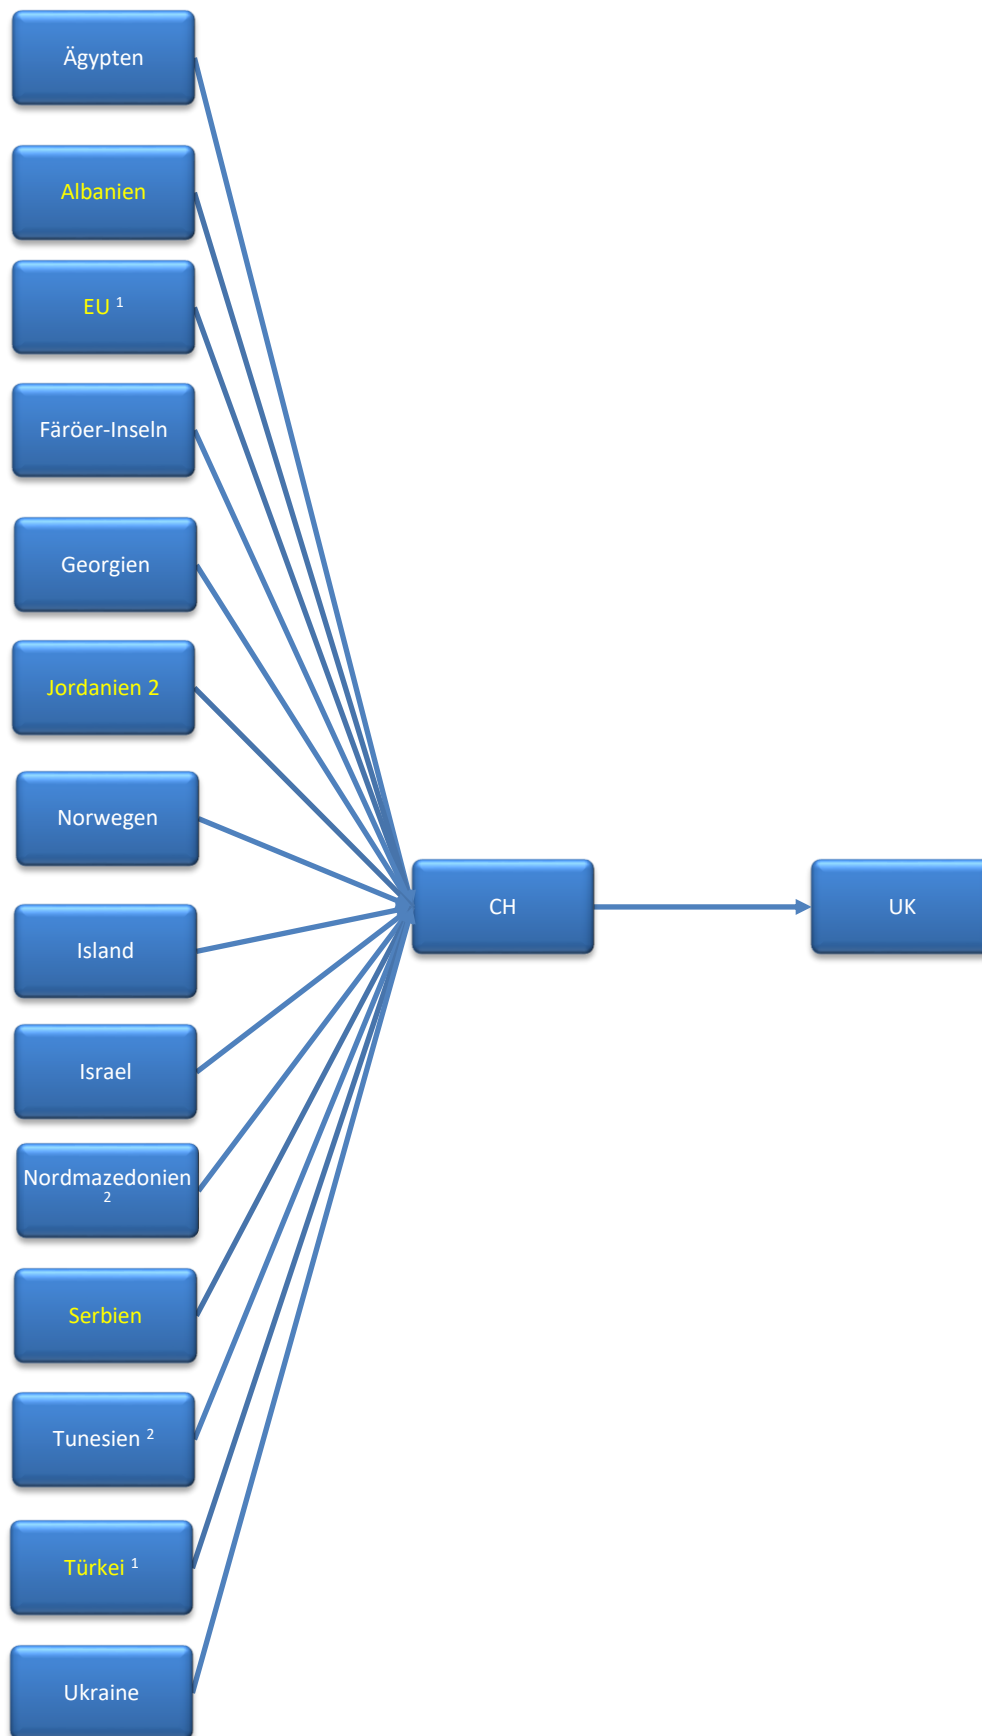 Ägypten
Albanien
EU ¹
Färöer-Inseln
Georgien
Jordanien 2
Norwegen
Island
Israel
Nordmazedonien
²
Serbien
Tunesien ²
Türkei ¹
Ukraine
CH
UK